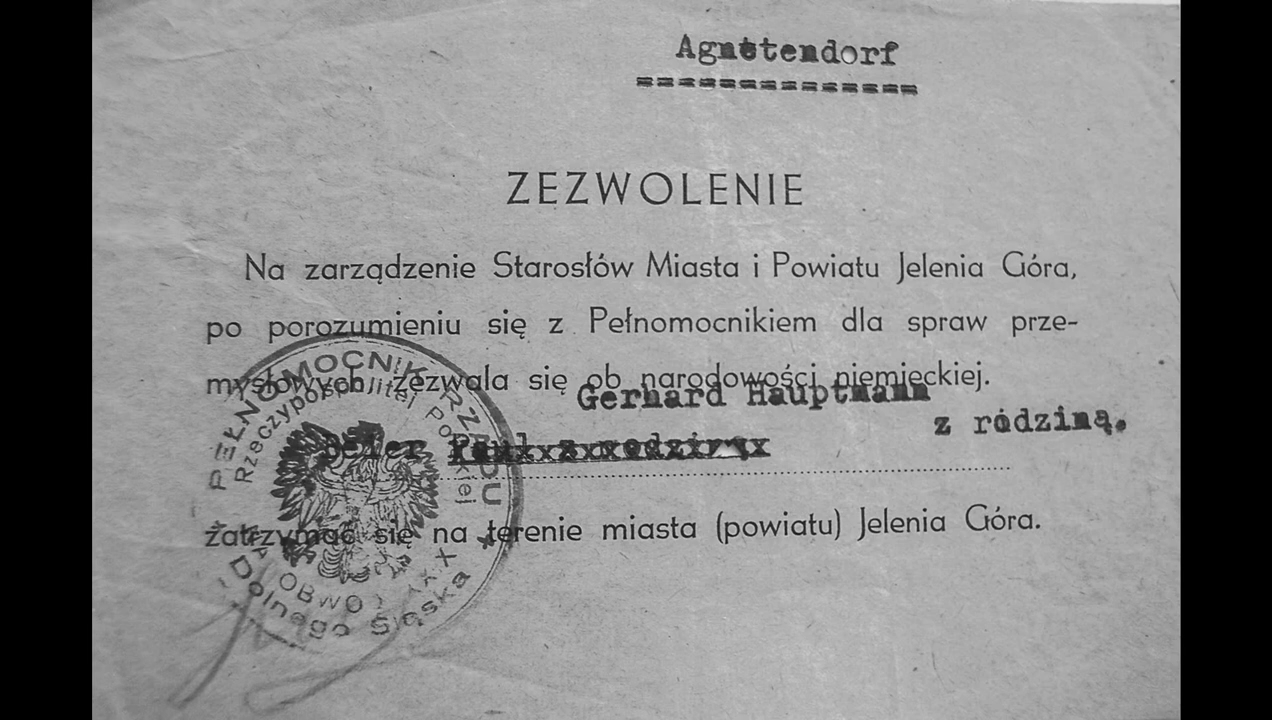 Agnetendorf
==============
ZEZWOLENIE
Na zarządzenie Starosłów Miasta i Powiatu Jelenia Góra,
po porozumieniu się z Pełnomocnikiem dla spraw prze-
mysłowych zezwala się ob narodowości niemieckiej.
Gerhard Hauptmann
z rodziną.
zatrzymać się na terenie miasta (powiatu) Jelenia Góra.
PEŁNOMOCNIK RZĄDU
Rzeczypospolitej Polskiej
OBWÓD
Dolnego Śląska